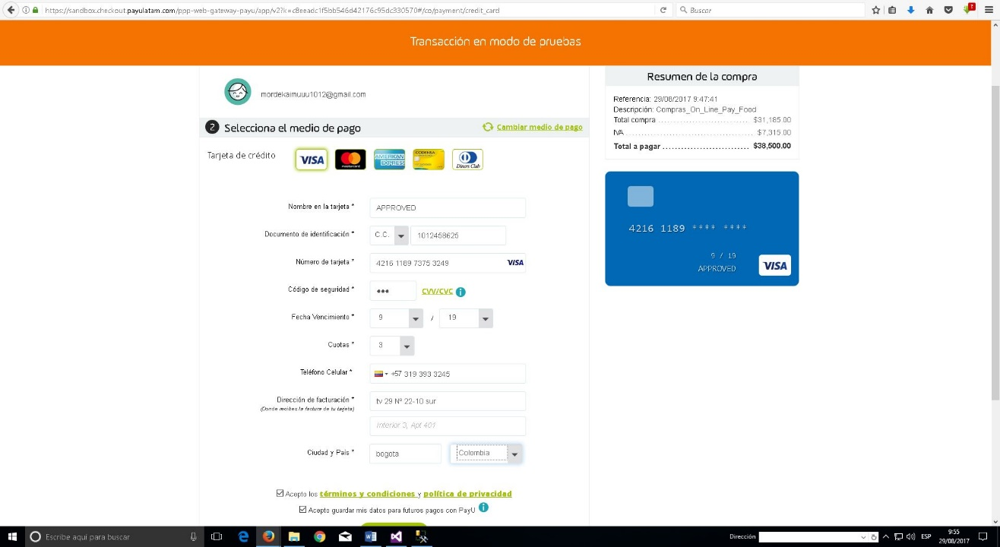 https://sandbox.checkout.payulatam.com/ppp-web-gateway-payu/app/v2?k=c8eeadc1f5bb546d42176c95dc330570#/co/payment/credit_card
Buscar
7
Transacción en modo de pruebas
mordekaimuuu1012@gmail.com
2 Selecciona el medio de pago
Cambiar medio de pago
Tarjeta de crédito
VISA
mastercard
AMERICAN EXPRESS
CODENSA
Diners Club
Nombre en la tarjeta *
APPROVED
Documento de identificación *
C.C.
1012458625
Número de tarjeta *
4216 1189 7375 3249
VISA
Código de seguridad *
•••
CVV/CVC
i
Fecha Vencimiento *
9
/
19
Cuotas *
3
Teléfono Celular *
+57 319 393 3245
Dirección de facturación *
(Donde recibes la factura de tu tarjeta)
tv 29 Nº 22-10 sur
Interior 3, Apt 401
Ciudad y País *
bogota
Colombia
Acepto los términos y condiciones y política de privacidad
Acepto guardar mis datos para futuros pagos con PayU
i
Resumen de la compra
Referencia: 29/08/2017 9:47:41
Descripción: Compras_On_Line_Pay_Food
Total compra $31,185.00
IVA $7,315.00
Total a pagar $38,500.00
4216 1189 **** ****
9 / 19
APPROVED
VISA
Escribe aquí para buscar
Dirección
ESP
9:55
29/08/2017